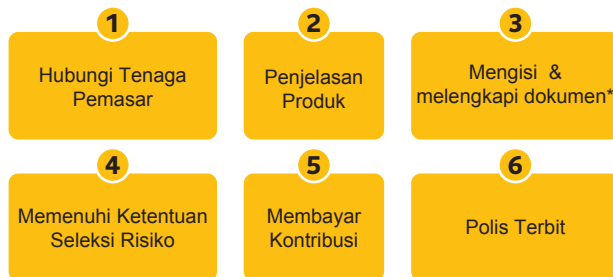 1
Hubungi Tenaga
Pemasar
2
Penjelasan
Produk
3
Mengisi &
melengkapi dokumen*
4
Memenuhi Ketentuan
Seleksi Risiko
5
Membayar
Kontribusi
6
Polis Terbit